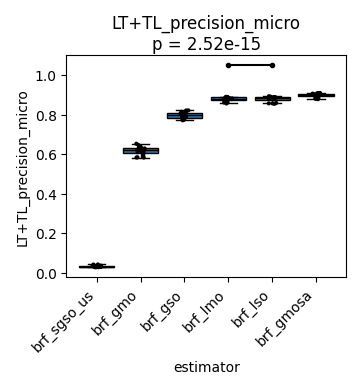 LT+TL_precision_micro
p = 2.52e-15
LT+TL_precision_micro
1.0
0.8
0.6
0.4
0.2
0.0
brf_sgso_us
brf_gmo
brf_gso
brf_lmo
brf_lso
brf_gmosa
estimator